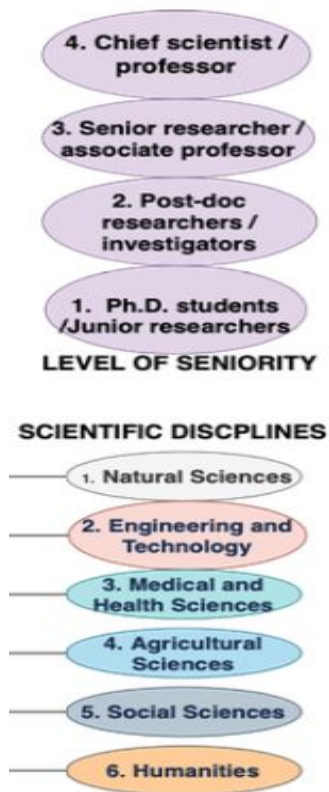 4. Chief scientist /
professor
3. Senior researcher /
associate professor
2. Post-doc
researchers /
investigators
1. Ph.D. students
/Junior researchers
LEVEL OF SENIORITY
SCIENTIFIC DISCPLINES
1. Natural Sciences
2. Engineering and
Technology
3. Medical and
Health Sciences
4. Agricultural
Sciences
5. Social Sciences
6. Humanities